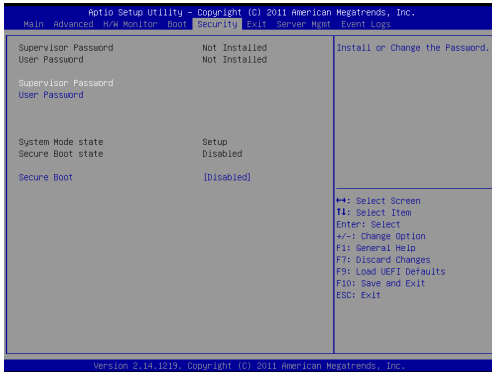 Aptio Setup Utility – Copyright (C) 2011 American Megatrends, Inc.
Main Advanced H/W Monitor Boot Security Exit Server Mgmt Event Logs
Supervisor Password Not Installed
User Password Not Installed
Supervisor Password
User Password
System Mode state Setup
Secure Boot state Disabled
Secure Boot [Disabled]
Install or Change the Password.
↔: Select Screen
↑↓: Select Item
Enter: Select
+/-: Change Option
F1: General Help
F7: Discard Changes
F9: Load UEFI Defaults
F10: Save and Exit
ESC: Exit
Version 2.14.1219. Copyright (C) 2011 American Megatrends, Inc.